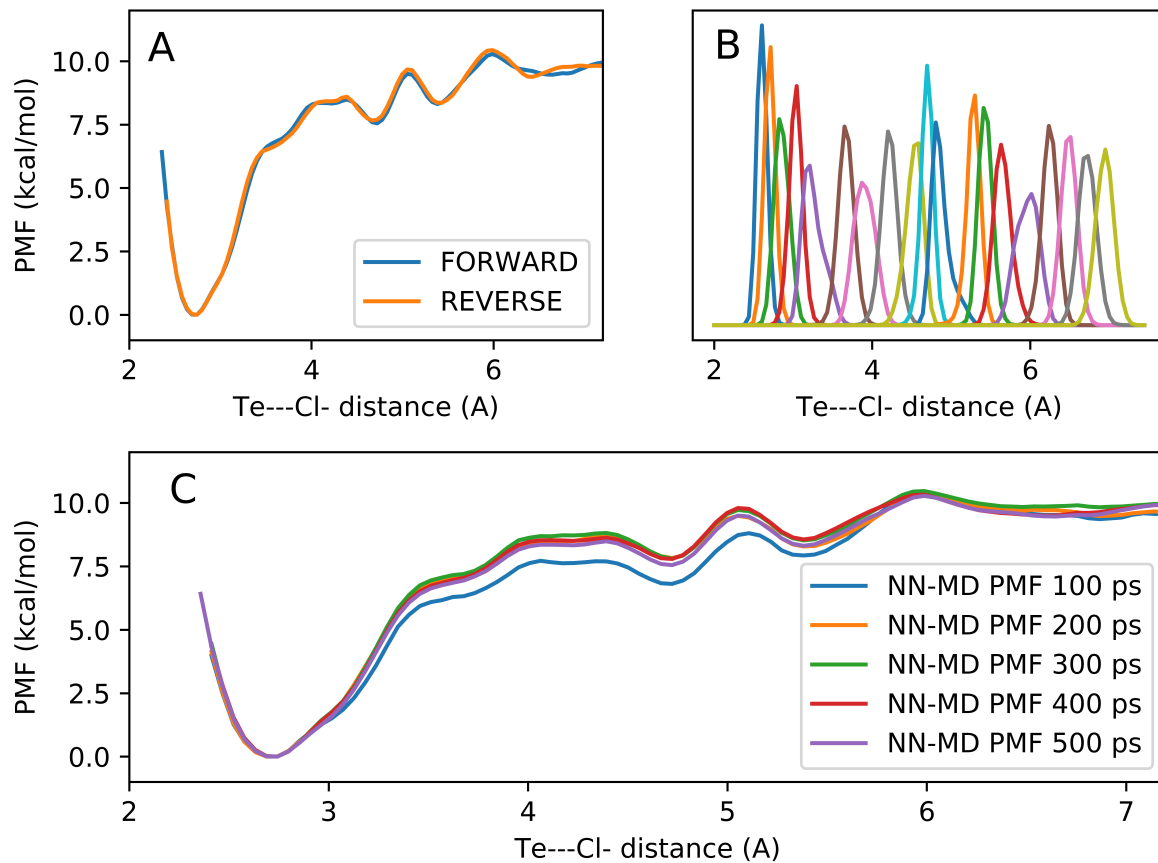 A
PMF (kcal/mol)
10.0
7.5
5.0
2.5
0.0
FORWARD
REVERSE
2 4 6
Te---Cl- distance (A)
B
2 4 6
Te---Cl- distance (A)
C
PMF (kcal/mol)
10.0
7.5
5.0
2.5
0.0
NN-MD PMF 100 ps
NN-MD PMF 200 ps
NN-MD PMF 300 ps
NN-MD PMF 400 ps
NN-MD PMF 500 ps
2 3 4 5 6 7
Te---Cl- distance (A)